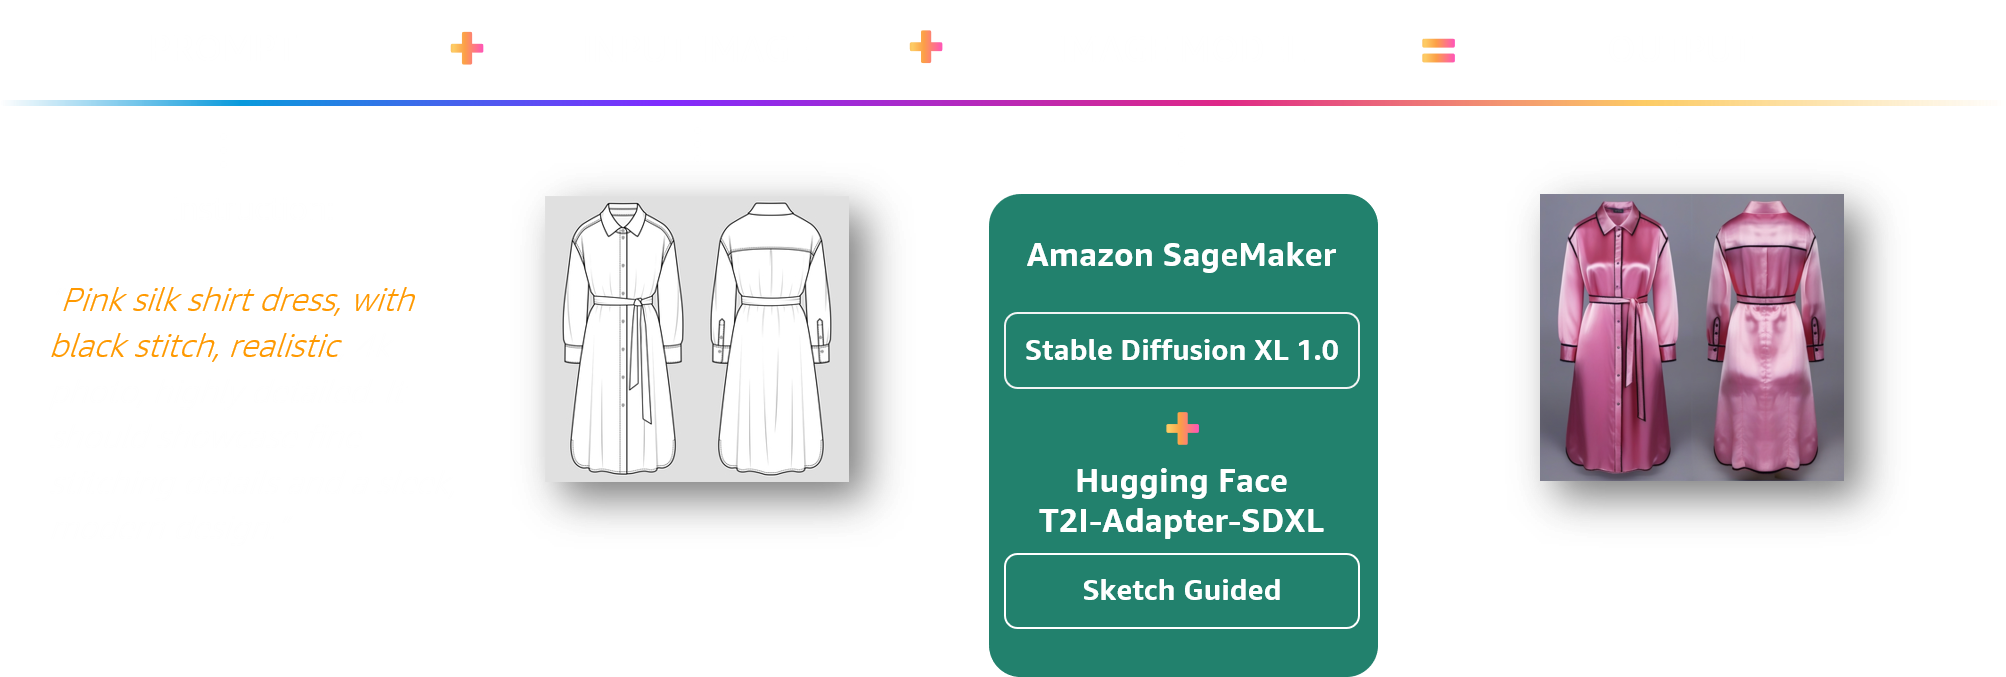 Pink silk shirt dress, with
black stitch, realistic
Amazon SageMaker
Stable Diffusion XL 1.0
Hugging Face
T2I-Adapter-SDXL
Sketch Guided